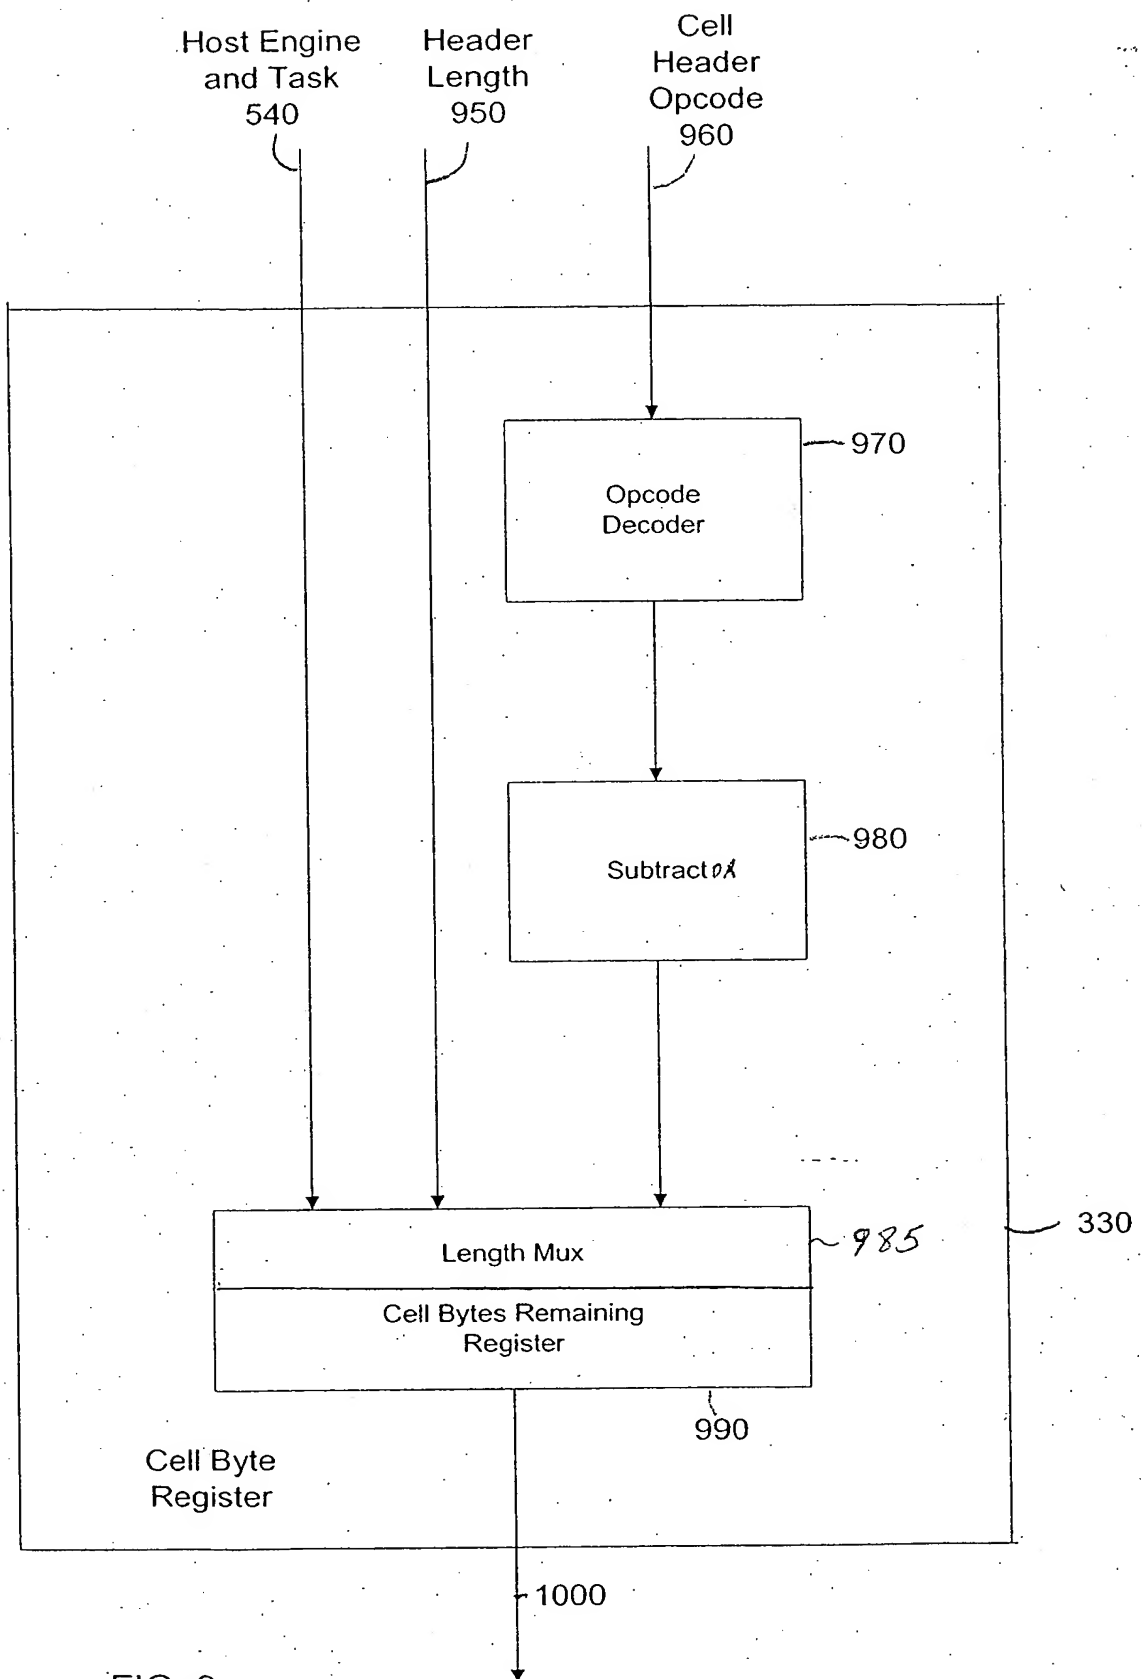 Host Engine
and Task
540
Header
Length
950
Cell
Header
Opcode
960
970
Opcode
Decoder
980
Subtractor
Length Mux
985
330
Cell Bytes Remaining
Register
990
Cell Byte
Register
1000